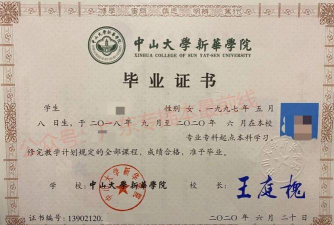 中山大學新華學院
XINHUA COLLEGE OF SUN YAT-SEN UNIVERSITY
毕业证书
学生 性别 女，一九九七年 五月
八日生，于二〇一八年 九月至二〇二〇年 六月在本校
专业专科起点本科学习，
修完教学计划规定的全部课程，成绩合格，准予毕业。
学 校：中山大學新華學院 校 长：王庭槐
证书编号：13902120. 二〇二〇年 六月二十日